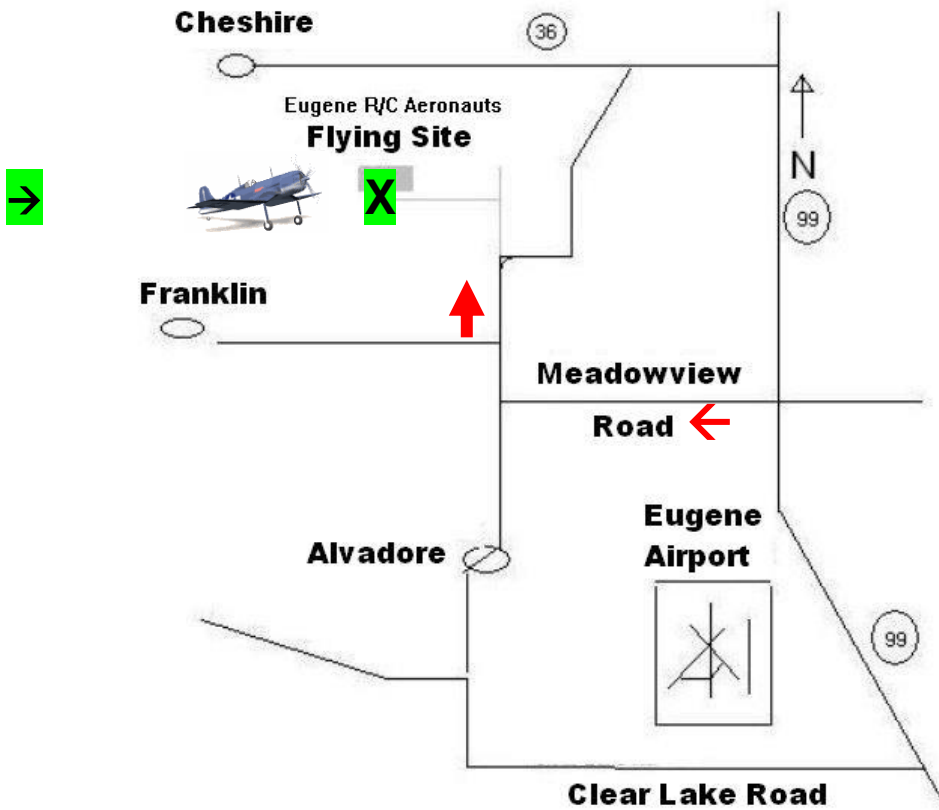 Cheshire
36
Eugene R/C Aeronauts
Flying Site
N
X
99
Franklin
Meadowview
Road
Eugene
Airport
Alvadore
99
Clear Lake Road